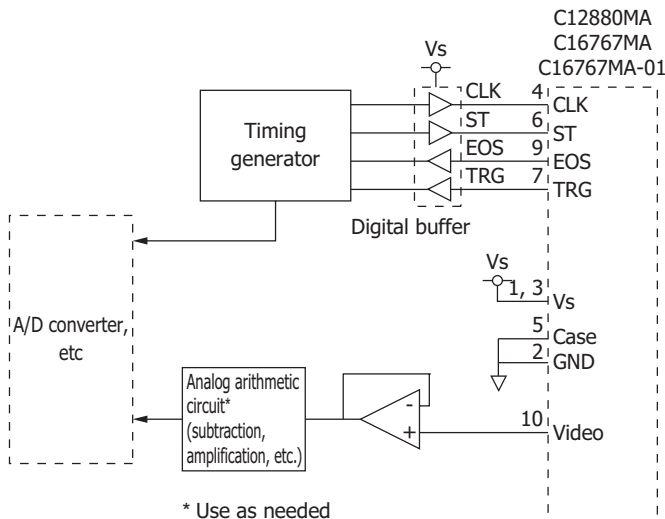 C12880MA
C16767MA
C16767MA-01
Vs
CLK
4
CLK
ST
6
ST
EOS
9
EOS
TRG
7
TRG
Timing
generator
Digital buffer
Vs
1, 3
Vs
5
Case
2
GND
A/D converter,
etc
Analog arithmetic
circuit*
(subtraction,
amplification, etc.)
-
+
10
Video
* Use as needed